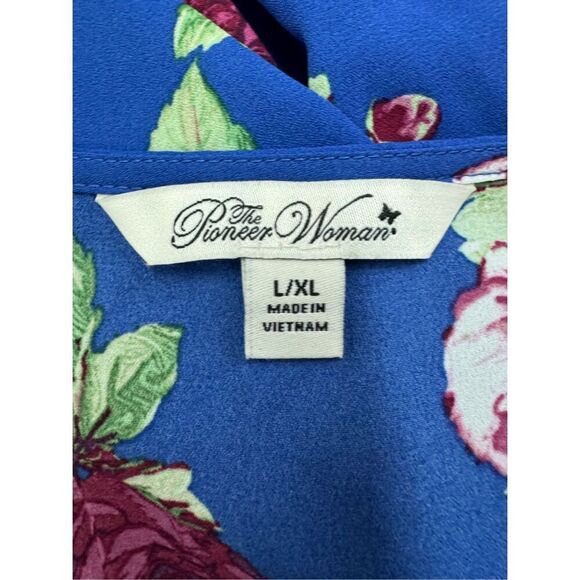 The
Pioneer Woman
L/XL
MADE IN
VIETNAM